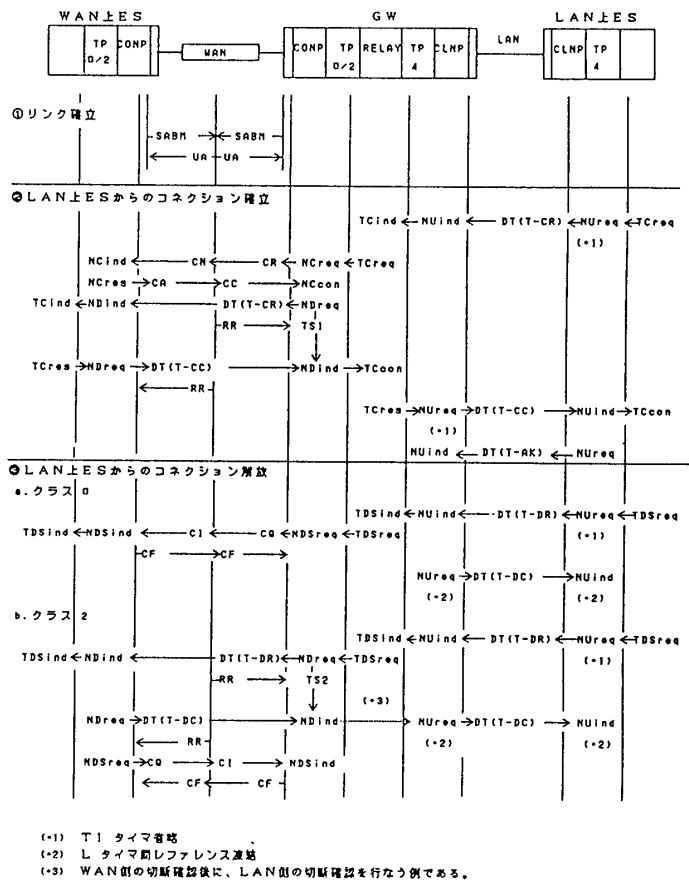 WAN上ES GW LAN上ES
TP 0/2 CONP WAN CONP TP 0/2 RELAY TP 4 CLNP LAN CLNP TP 4
①リンク確立
SABM SABM
UA UA
②LAN上ESからのコネクション確立
TCind ← NUind ← DT(T-CR) ← NUreq ← TCreq
(*1)
NCind ← CN ← CR ← NCreq ← TCreq
NCres → CA → CC → NCcon
TCind ← NDind ← DT(T-CR) ← NDreq
RR → TS1
TCres → NDreq → DT(T-CC) → NDind → TCcon
← RR
TCres → NUreq → DT(T-CC) → NUind → TCcon
(*1)
NUind ← DT(T-AK) ← NUreq
③LAN上ESからのコネクション解放
a.クラス 0
TDSind ← NUind ← DT(T-DR) ← NUreq ← TDSreq
TDSind ← NDSind ← CI ← CQ ← NDSreq ← TDSreq (*1)
CF → CF →
NUreq → DT(T-DC) → NUind
(*2) (*2)
b.クラス 2
TDSind ← NUind ← DT(T-DR) ← NUreq ← TDSreq
TDSind ← NDind ← DT(T-DR) ← NDreq ← TDSreq (*1)
RR → TS2
(*3)
NDreq → DT(T-DC) → NDind → NUreq → DT(T-DC) → NUind
← RR (*2) (*2)
NDSreq → CQ → CI → NDSind
← CF ← CF
(*1) T1 タイマ省略
(*2) L タイマ間レファレンス凍結
(*3) WAN側の切断確認後に、LAN側の切断確認を行なう例である。